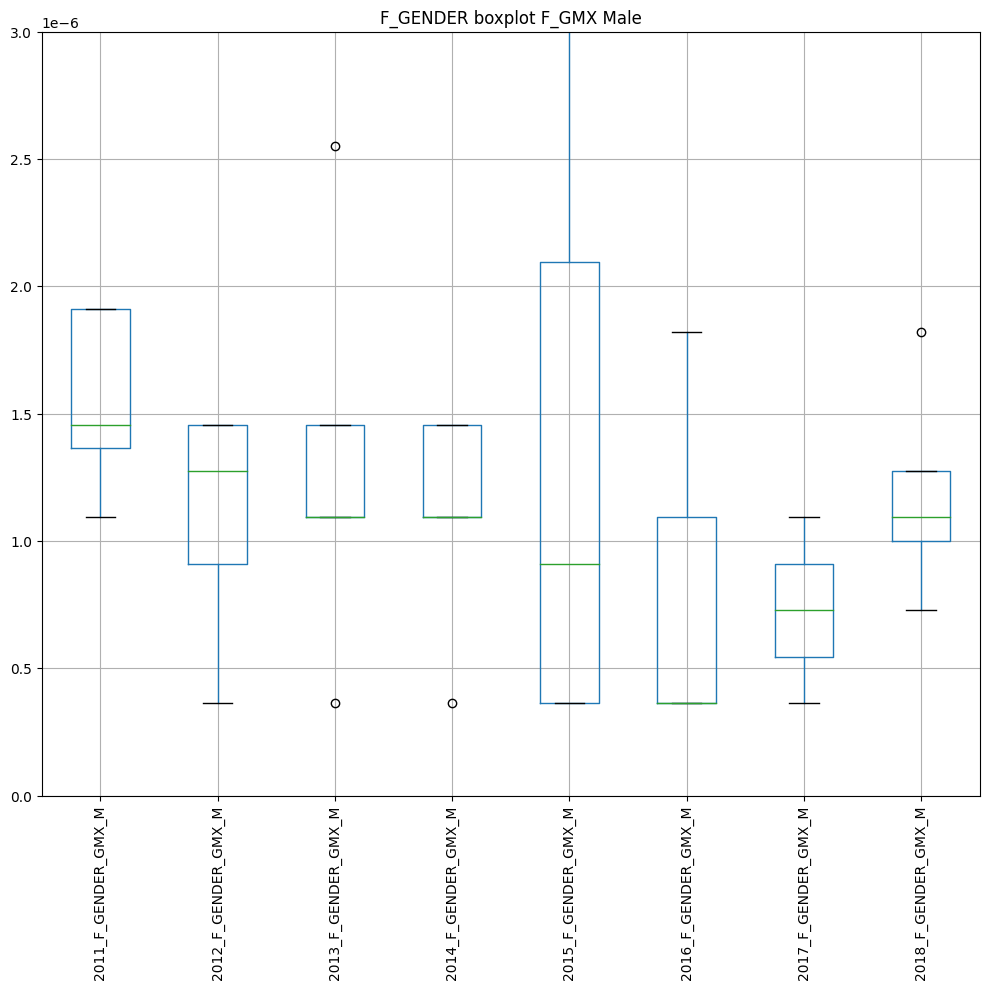 F_GENDER boxplot F_GMX Male
1e−6
3.0
2.5
2.0
1.5
1.0
0.5
0.0
2011_F_GENDER_GMX_M
2012_F_GENDER_GMX_M
2013_F_GENDER_GMX_M
2014_F_GENDER_GMX_M
2015_F_GENDER_GMX_M
2016_F_GENDER_GMX_M
2017_F_GENDER_GMX_M
2018_F_GENDER_GMX_M